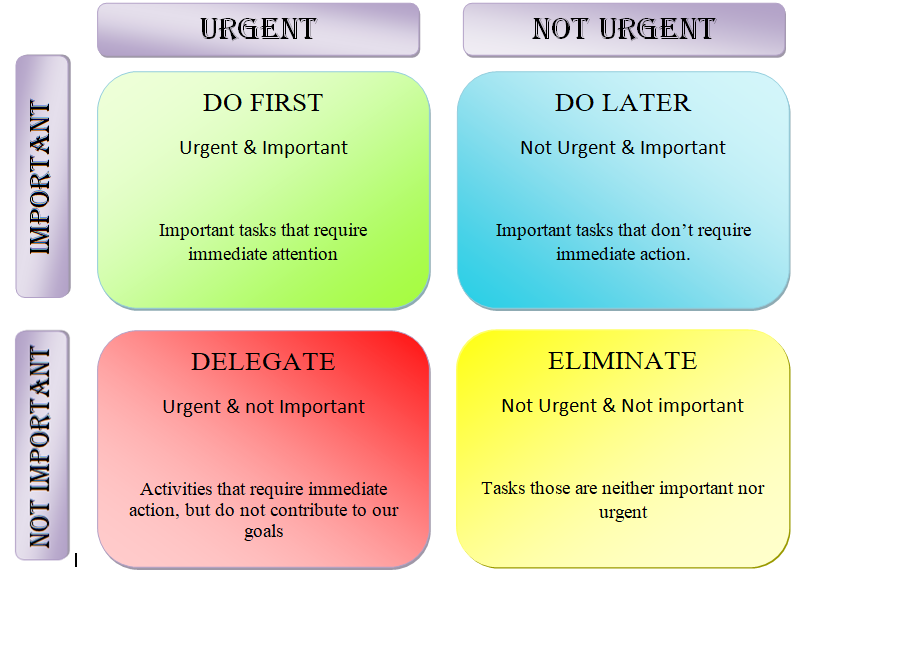 URGENT
NOT URGENT
IMPORTANT
DO FIRST
Urgent & Important
Important tasks that require
immediate attention
DO LATER
Not Urgent & Important
Important tasks that don’t require
immediate action.
NOT IMPORTANT
DELEGATE
Urgent & not Important
Activities that require immediate
action, but do not contribute to our
goals
ELIMINATE
Not Urgent & Not important
Tasks those are neither important nor
urgent